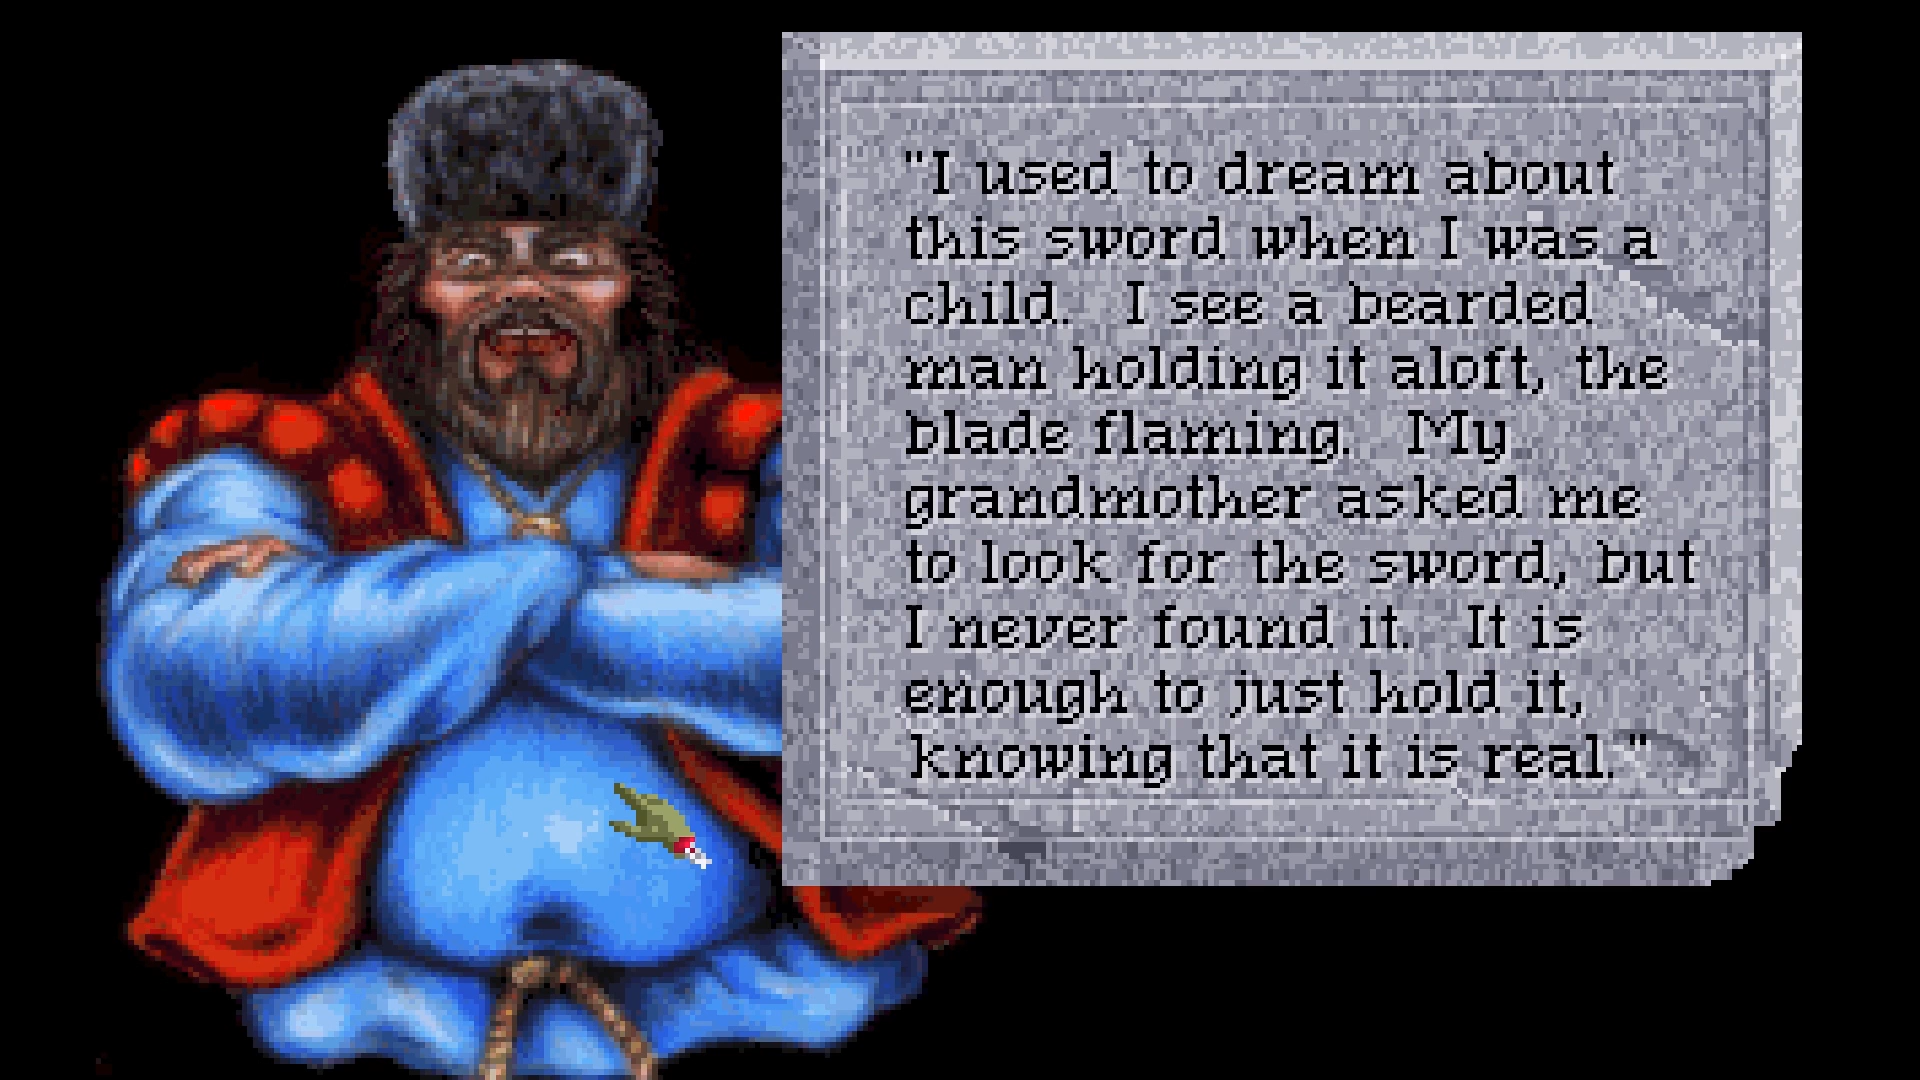 "I used to dream about
this sword when I was a
child.  I see a bearded
man holding it aloft, the
blade flaming.  My
grandmother asked me
to look for the sword, but
I never found it.  It is
enough to just hold it,
knowing that it is real."